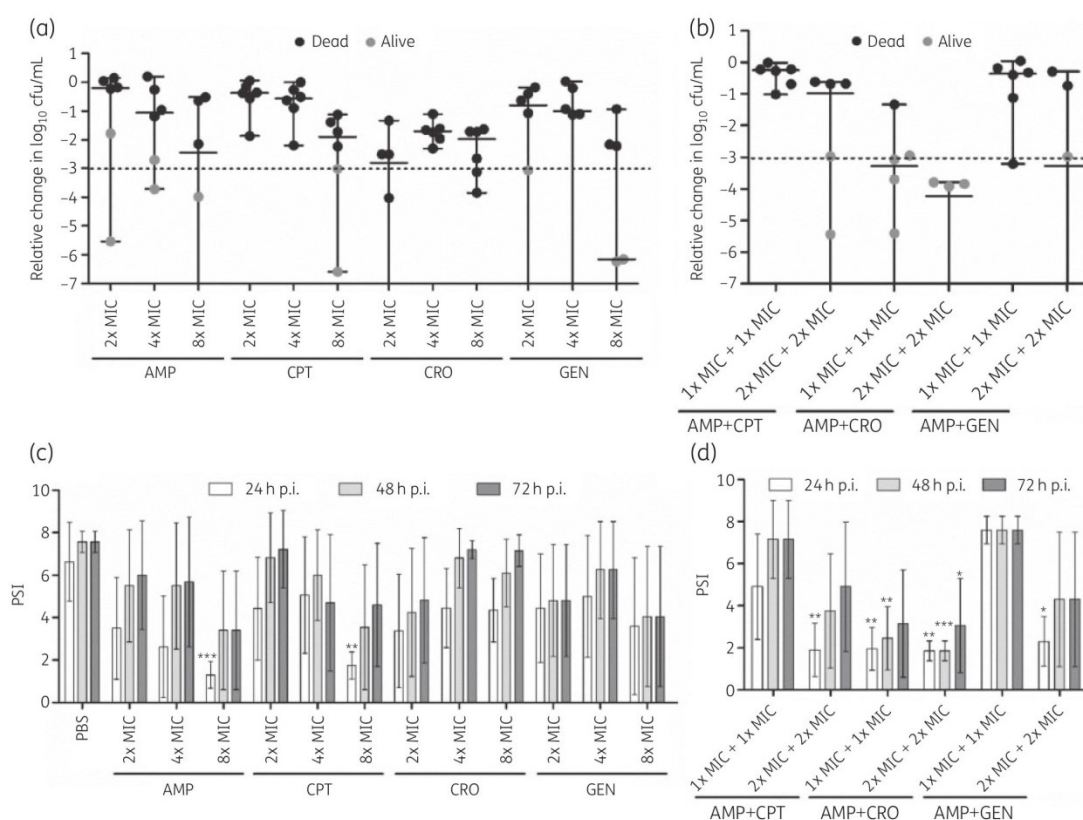 (a)
Dead Alive
Relative change in log10 cfu/mL
1
0
−1
−2
−3
−4
−5
−6
−7
2x MIC
4x MIC
8x MIC
2x MIC
4x MIC
8x MIC
2x MIC
4x MIC
8x MIC
2x MIC
4x MIC
8x MIC
AMP CPT CRO GEN
(b)
Dead Alive
Relative change in log10 cfu/mL
1
0
−1
−2
−3
−4
−5
−6
−7
1x MIC + 1x MIC
2x MIC + 2x MIC
1x MIC + 1x MIC
2x MIC + 2x MIC
1x MIC + 1x MIC
2x MIC + 2x MIC
AMP+CPT AMP+CRO AMP+GEN
(c)
24 h p.i. 48 h p.i. 72 h p.i.
PSI
10
8
6
4
2
0
*** **
PBS
2x MIC
4x MIC
8x MIC
2x MIC
4x MIC
8x MIC
2x MIC
4x MIC
8x MIC
2x MIC
4x MIC
8x MIC
AMP CPT CRO GEN
(d)
24 h p.i. 48 h p.i. 72 h p.i.
PSI
10
8
6
4
2
0
** ** ** ** *** * *
1x MIC + 1x MIC
2x MIC + 2x MIC
1x MIC + 1x MIC
2x MIC + 2x MIC
1x MIC + 1x MIC
2x MIC + 2x MIC
AMP+CPT AMP+CRO AMP+GEN